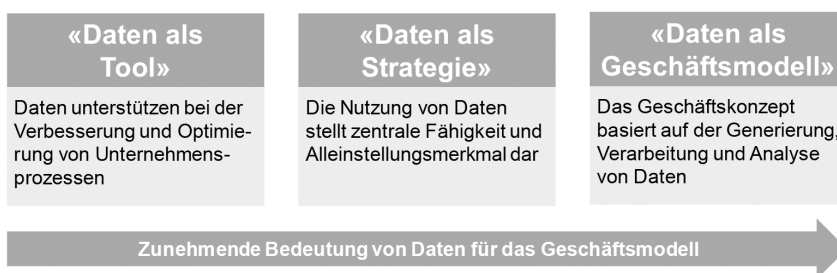 «Daten als
Tool»
Daten unterstützen bei der
Verbesserung und Optimie-
rung von Unternehmens-
prozessen
«Daten als
Strategie»
Die Nutzung von Daten
stellt zentrale Fähigkeit und
Alleinstellungsmerkmal dar
«Daten als
Geschäftsmodell»
Das Geschäftskonzept
basiert auf der Generierung,
Verarbeitung und Analyse
von Daten
Zunehmende Bedeutung von Daten für das Geschäftsmodell